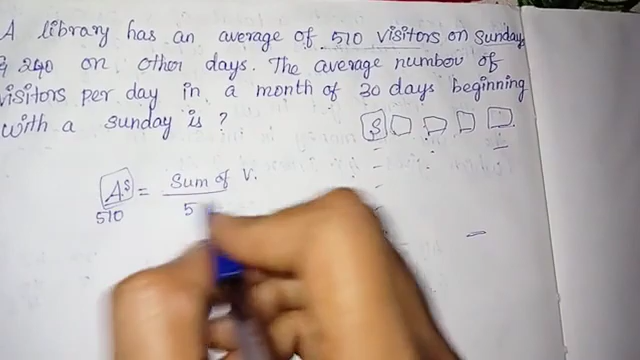 A library has an average of 510 visitors on Sunday
& 240 on other days. The average number of
visitors per day in a month of 30 days beginning
with a sunday is ?
S
Aˢ = Sum of V.
510 5